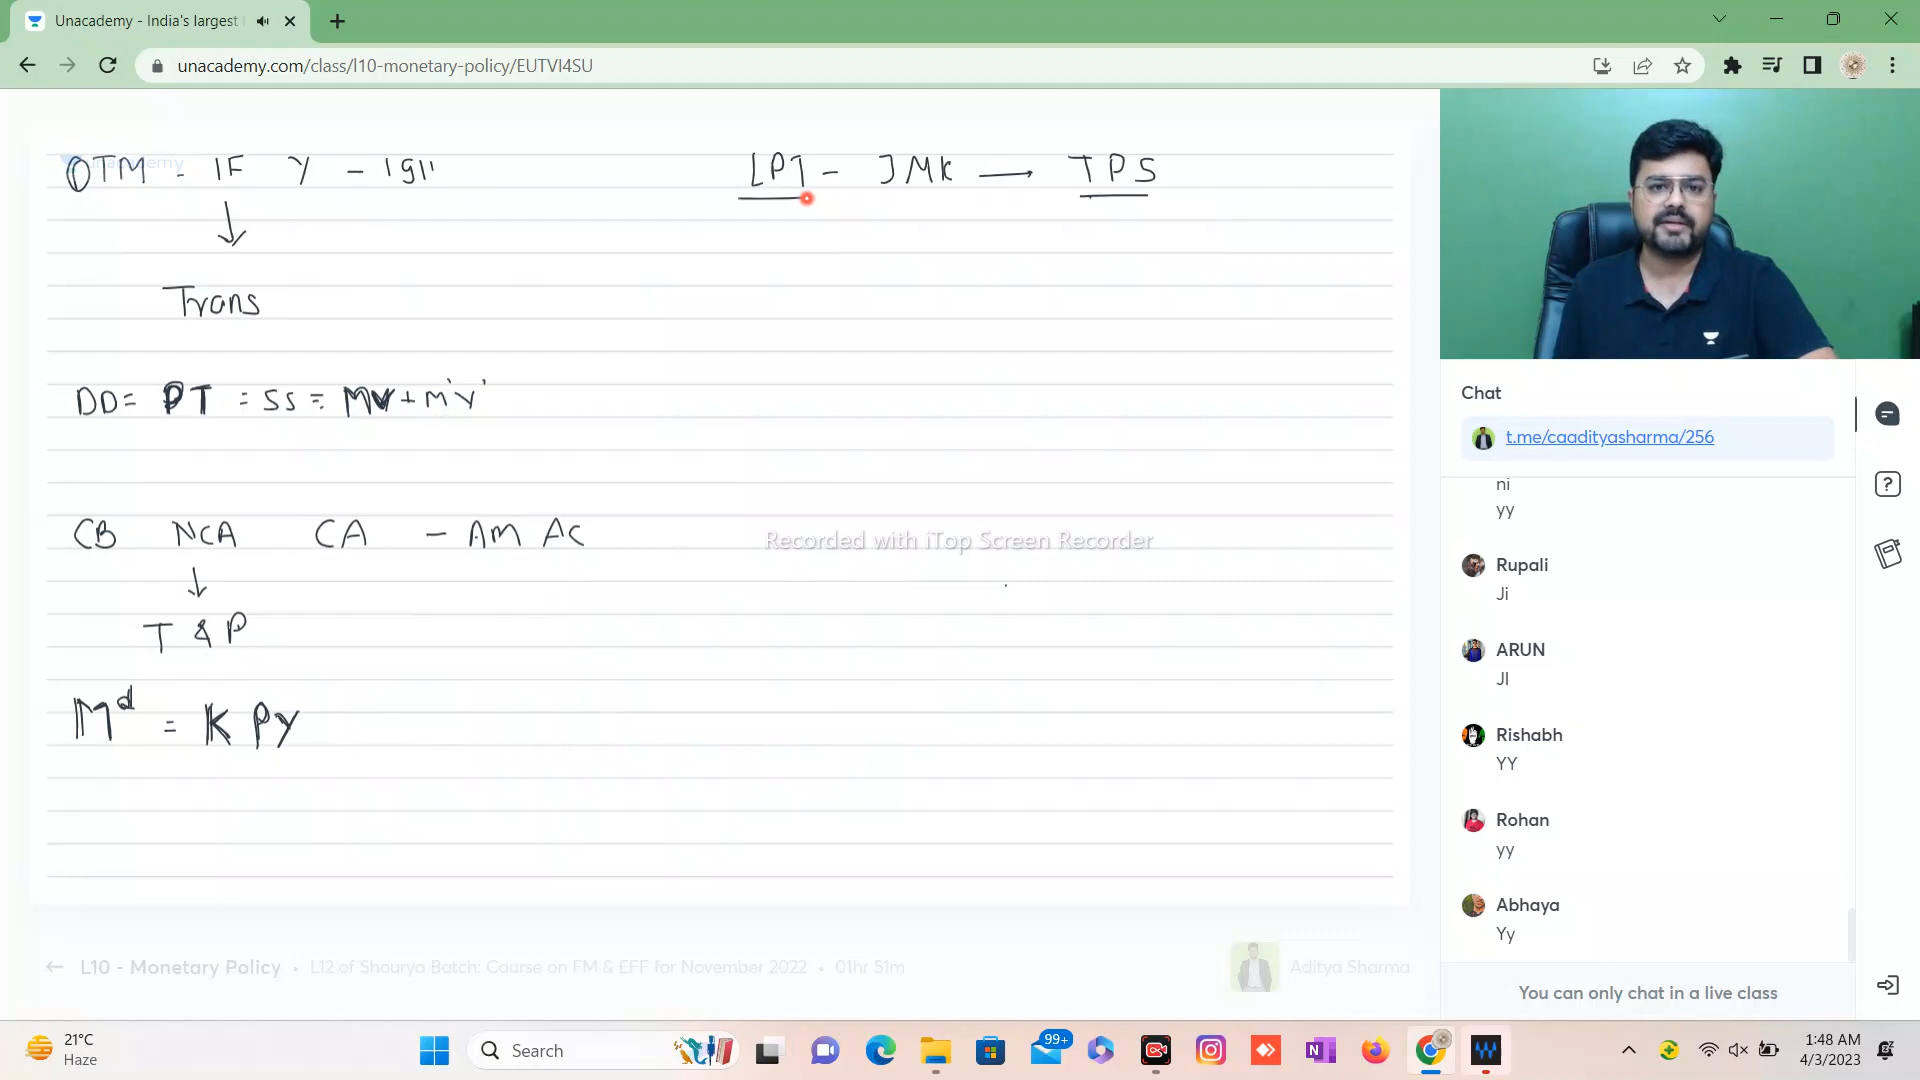 Unacademy - India's largest
unacademy.com/class/l10-monetary-policy/EUTVI4SU
unacademy
OTM = IF Y - 1911
LPT - JMK → TPS
↓
Trans
DD = PT = SS = MV + M'V'
CB NCA CA - AM AC
↓
T & P
M^d = K PY
Recorded with iTop Screen Recorder
← L10 - Monetary Policy • L12 of Shourya Batch: Course on FM & EFF for November 2022 • 01hr 51m
Aditya Sharma
Chat
t.me/caadityasharma/256
ni
yy
Rupali
Ji
ARUN
JI
Rishabh
YY
Rohan
yy
Abhaya
Yy
You can only chat in a live class
21°C
Haze
Search
99+
1:48 AM
4/3/2023